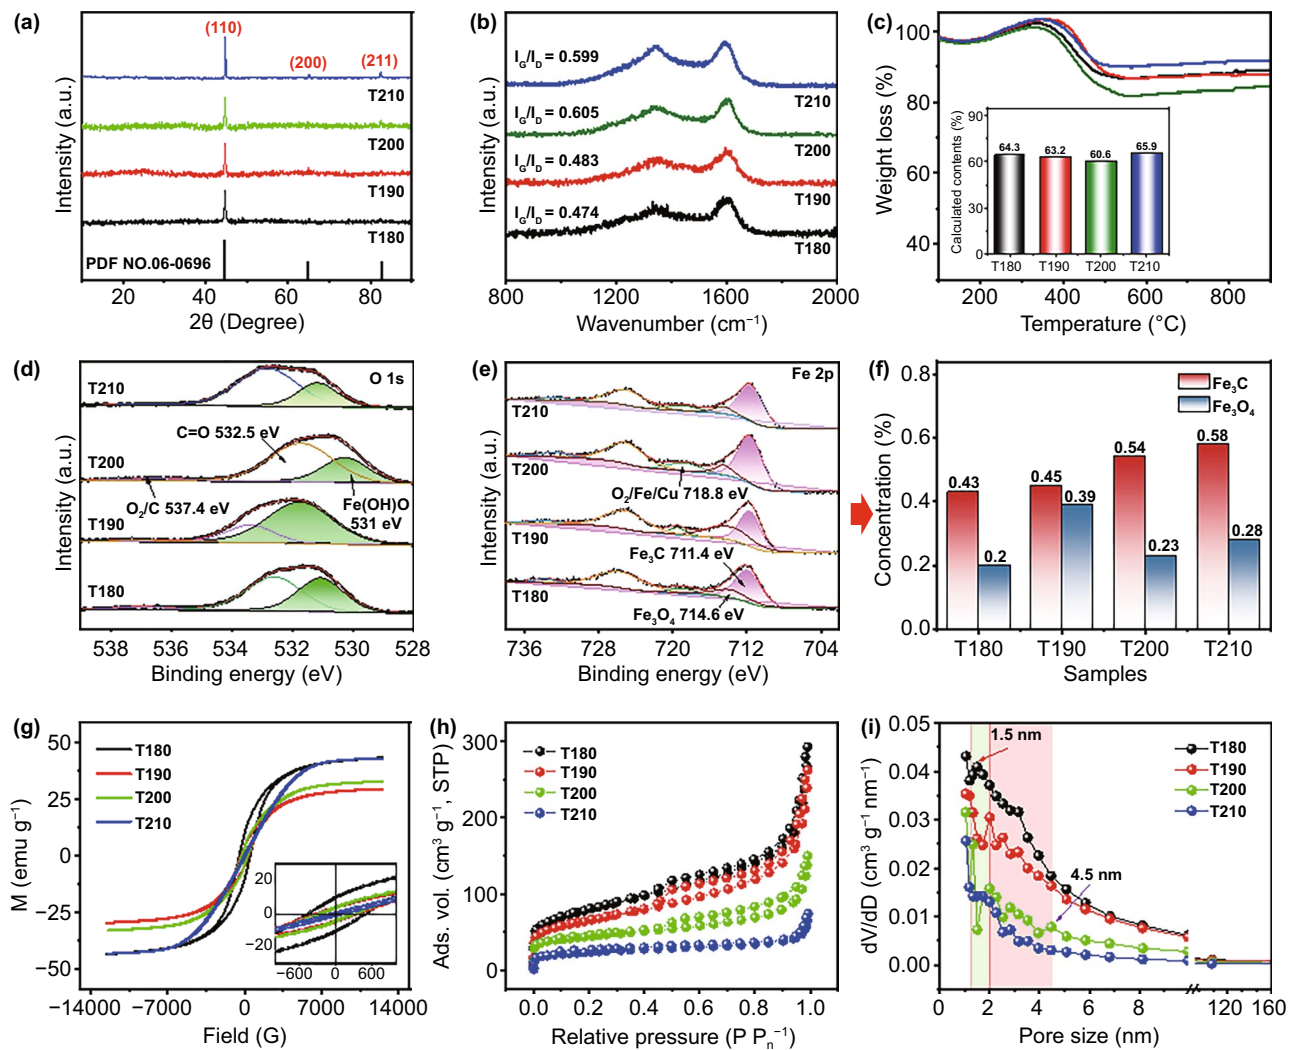 (a)
(110)
(200)
(211)
T210
T200
T190
T180
PDF NO.06-0696
Intensity (a.u.)
20
40
60
80
2θ (Degree)
(b)
I_G/I_D = 0.599
T210
I_G/I_D = 0.605
T200
I_G/I_D = 0.483
T190
I_G/I_D = 0.474
T180
Intensity (a.u.)
800
1200
1600
2000
Wavenumber (cm⁻¹)
(c)
100
80
60
40
Weight loss (%)
90
60
30
0
Calculated contents (%)
64.3
63.2
60.6
65.9
T180
T190
T200
T210
200
400
600
800
Temperature (°C)
(d)
O 1s
T210
C=O 532.5 eV
T200
O₂/C 537.4 eV
Fe(OH)O
531 eV
T190
T180
Intensity (a.u.)
538
536
534
532
530
528
Binding energy (eV)
(e)
Fe 2p
T210
T200
O₂/Fe/Cu 718.8 eV
T190
Fe₃C 711.4 eV
T180
Fe₃O₄ 714.6 eV
Intensity (a.u.)
736
728
720
712
704
Binding energy (eV)
(f)
0.8
0.6
0.4
0.2
0.0
Concentration (%)
Fe₃C
Fe₃O₄
0.43
0.2
0.45
0.39
0.54
0.23
0.58
0.28
T180
T190
T200
T210
Samples
(g)
50
25
0
−25
−50
M (emu g⁻¹)
T180
T190
T200
T210
20
0
−20
−6000
0
6000
−14000
−7000
0
7000
14000
Field (G)
(h)
300
200
100
0
Ads. vol. (cm³ g⁻¹, STP)
T180
T190
T200
T210
0.0
0.2
0.4
0.6
0.8
1.0
Relative pressure (P Pₙ⁻¹)
(i)
0.05
0.04
0.03
0.02
0.01
0.00
dV/dD (cm³ g⁻¹ nm⁻¹)
1.5 nm
4.5 nm
T180
T190
T200
T210
0
2
4
6
8
120
160
Pore size (nm)